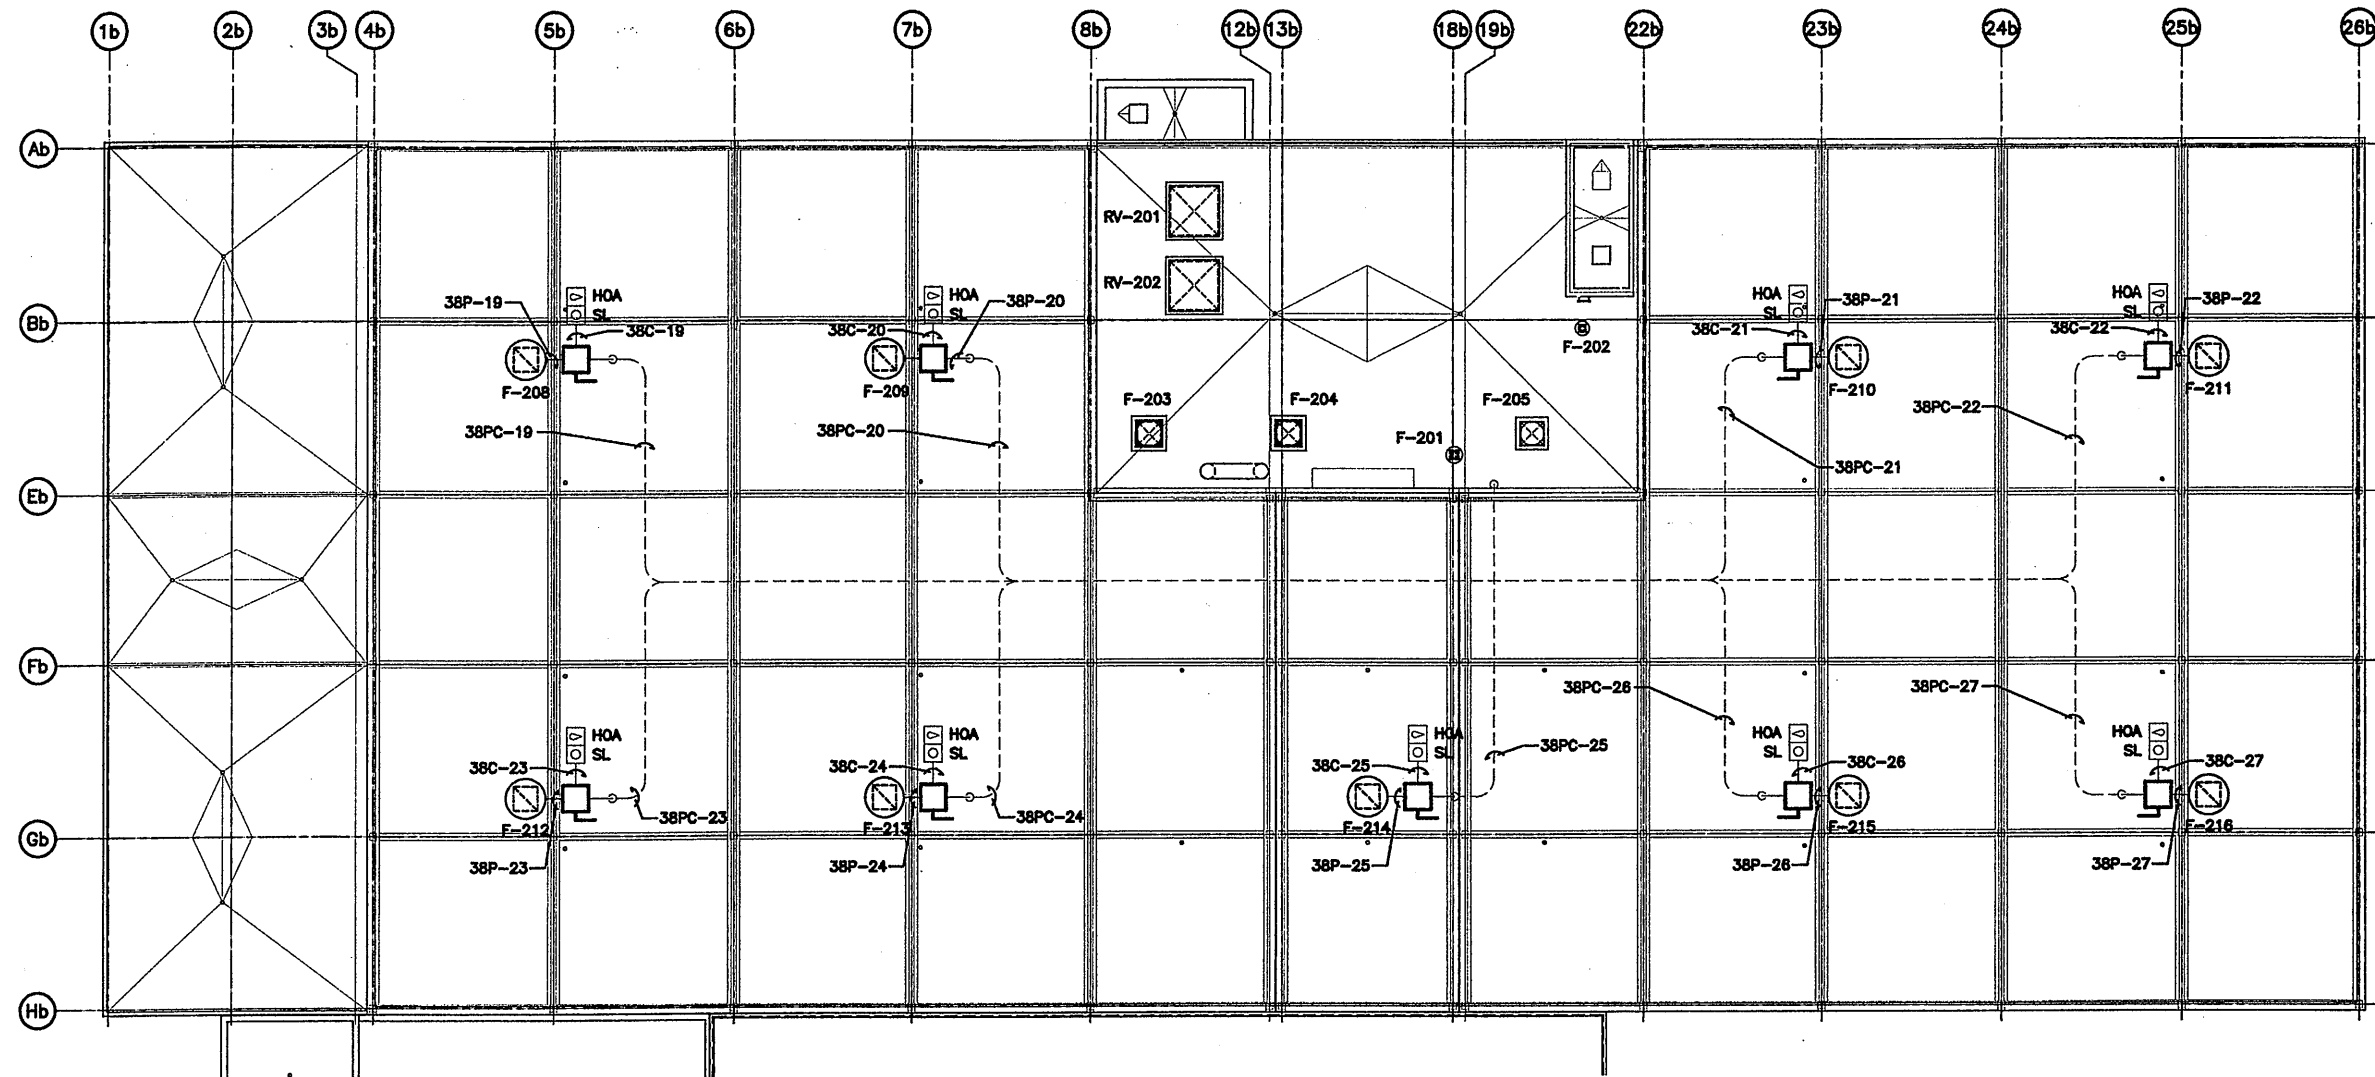 1b 2b 3b 4b 5b 6b 7b 8b 12b 13b 18b 19b 22b 23b 24b 25b 26b
Ab
RV-201
RV-202
HOA
SL
38P-19
38C-19
HOA
SL
38P-20
38C-20
HOA
SL
38P-21
38C-21
HOA
SL
38P-22
38C-22
Bb
F-202
F-208
F-209
F-210
F-211
F-203
F-204
F-205
38PC-19
38PC-20
F-201
38PC-21
38PC-22
Eb
Fb
38PC-26
38PC-27
HOA
SL
38C-23
HOA
SL
38C-24
HOA
SL
38C-25
38PC-25
HOA
SL
38C-26
HOA
SL
38C-27
F-212
38PC-23
F-213
38PC-24
F-214
F-215
F-216
Gb
38P-23
38P-24
38P-25
38P-26
38P-27
Hb